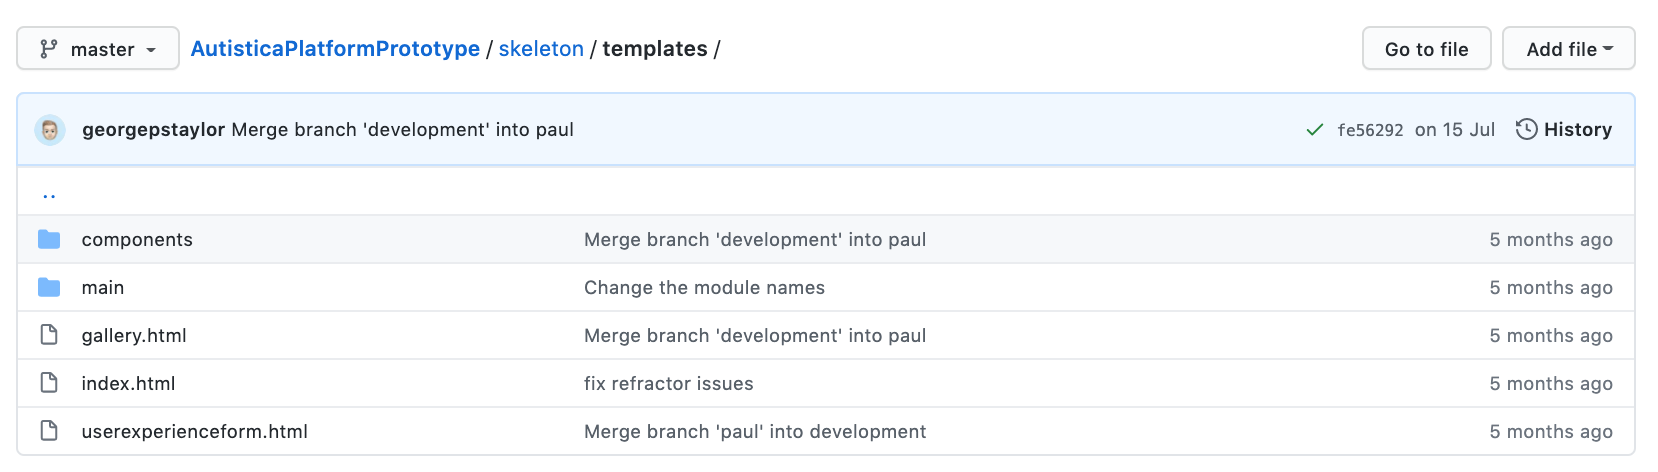 master AutisticaPlatformPrototype / skeleton / templates / Go to file Add file
georgepstaylor Merge branch 'development' into paul fe56292 on 15 Jul History
..
components Merge branch 'development' into paul 5 months ago
main Change the module names 5 months ago
gallery.html Merge branch 'development' into paul 5 months ago
index.html fix refractor issues 5 months ago
userexperienceform.html Merge branch 'paul' into development 5 months ago